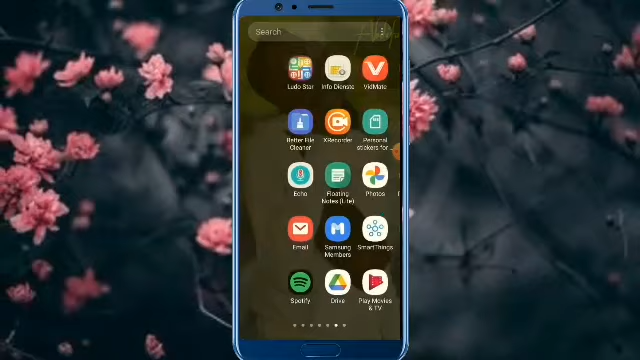 Search
Ludo Star
Info Dienste
VidMate
Better File
Cleaner
XRecorder
Personal
stickers for ...
Echo
Floating
Notes (Lite)
Photos
Email
Samsung
Members
SmartThings
Spotify
Drive
Play Movies
& TV